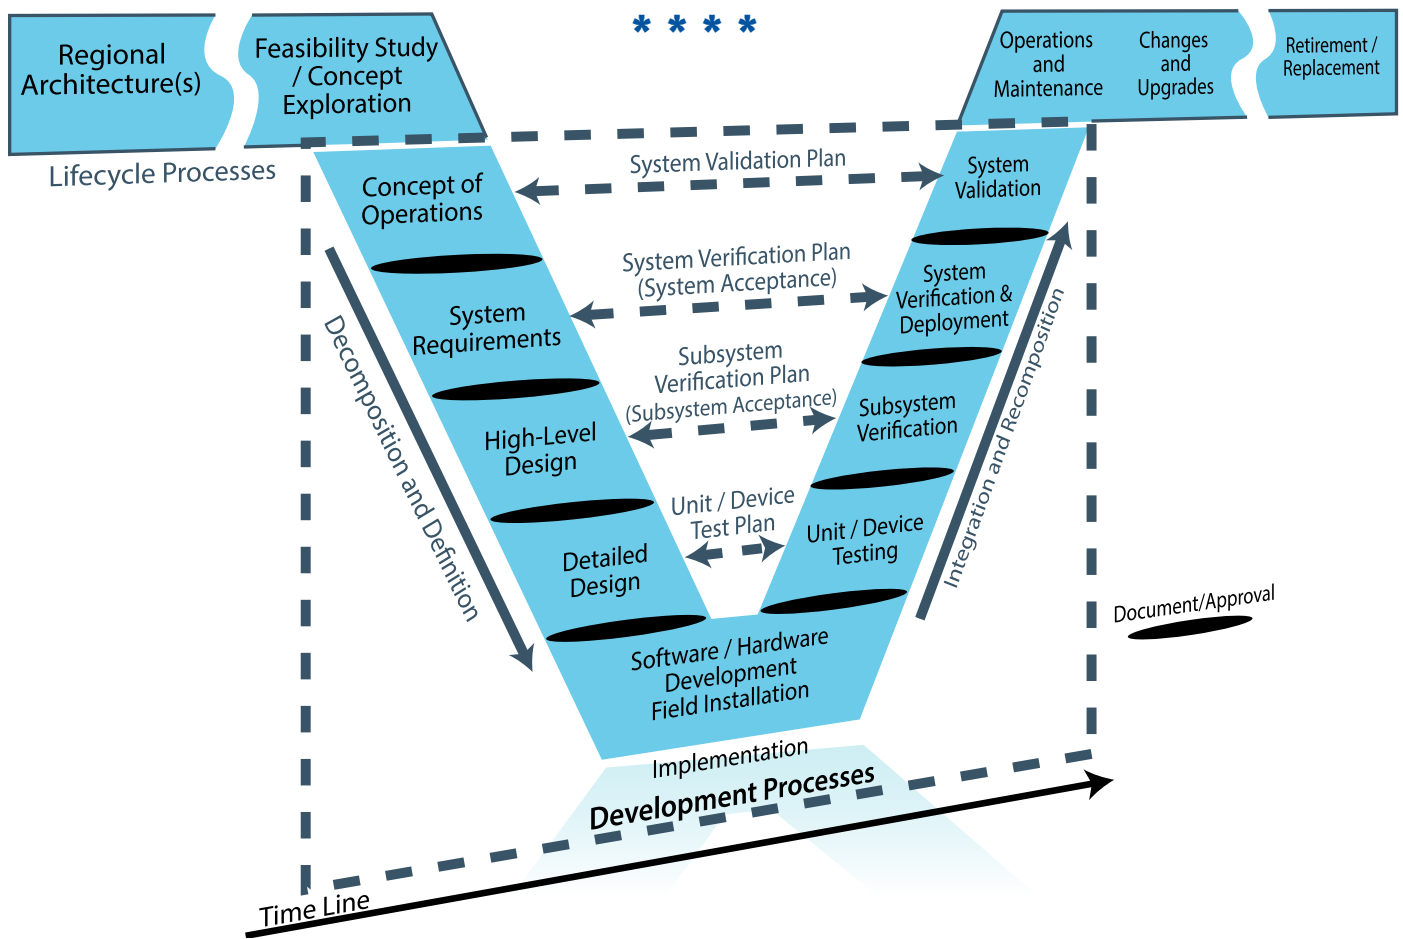 * * * *
Regional
Architecture(s)
Feasibility Study
/ Concept
Exploration
Operations
and
Maintenance
Changes
and
Upgrades
Retirement /
Replacement
Lifecycle Processes
Concept of
Operations
System Validation Plan
System
Validation
System
Requirements
System Verification Plan
(System Acceptance)
System
Verification &
Deployment
High-Level
Design
Subsystem
Verification Plan
(Subsystem Acceptance)
Subsystem
Verification
Detailed
Design
Unit / Device
Test Plan
Unit / Device
Testing
Decomposition and Definition
Integration and Recomposition
Software / Hardware
Development
Field Installation
Document/Approval
Implementation
Development Processes
Time Line